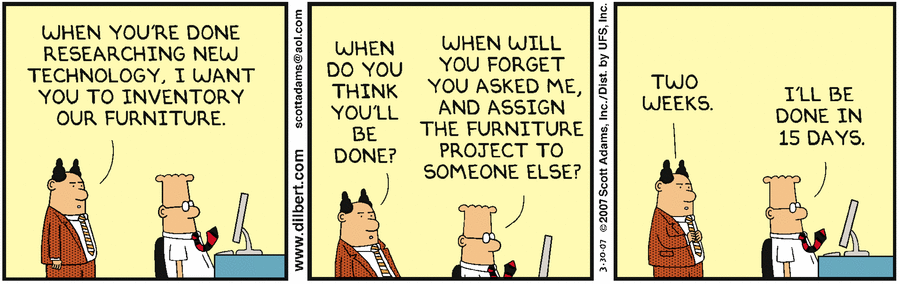 WHEN YOU'RE DONE
RESEARCHING NEW
TECHNOLOGY, I WANT
YOU TO INVENTORY
OUR FURNITURE.
www.dilbert.com scottadams@aol.com
WHEN
DO YOU
THINK
YOU'LL
BE
DONE?
WHEN WILL
YOU FORGET
YOU ASKED ME,
AND ASSIGN
THE FURNITURE
PROJECT TO
SOMEONE ELSE?
3-30-07 ©2007 Scott Adams, Inc./Dist. by UFS, Inc.
TWO
WEEKS.
I'LL BE
DONE IN
15 DAYS.